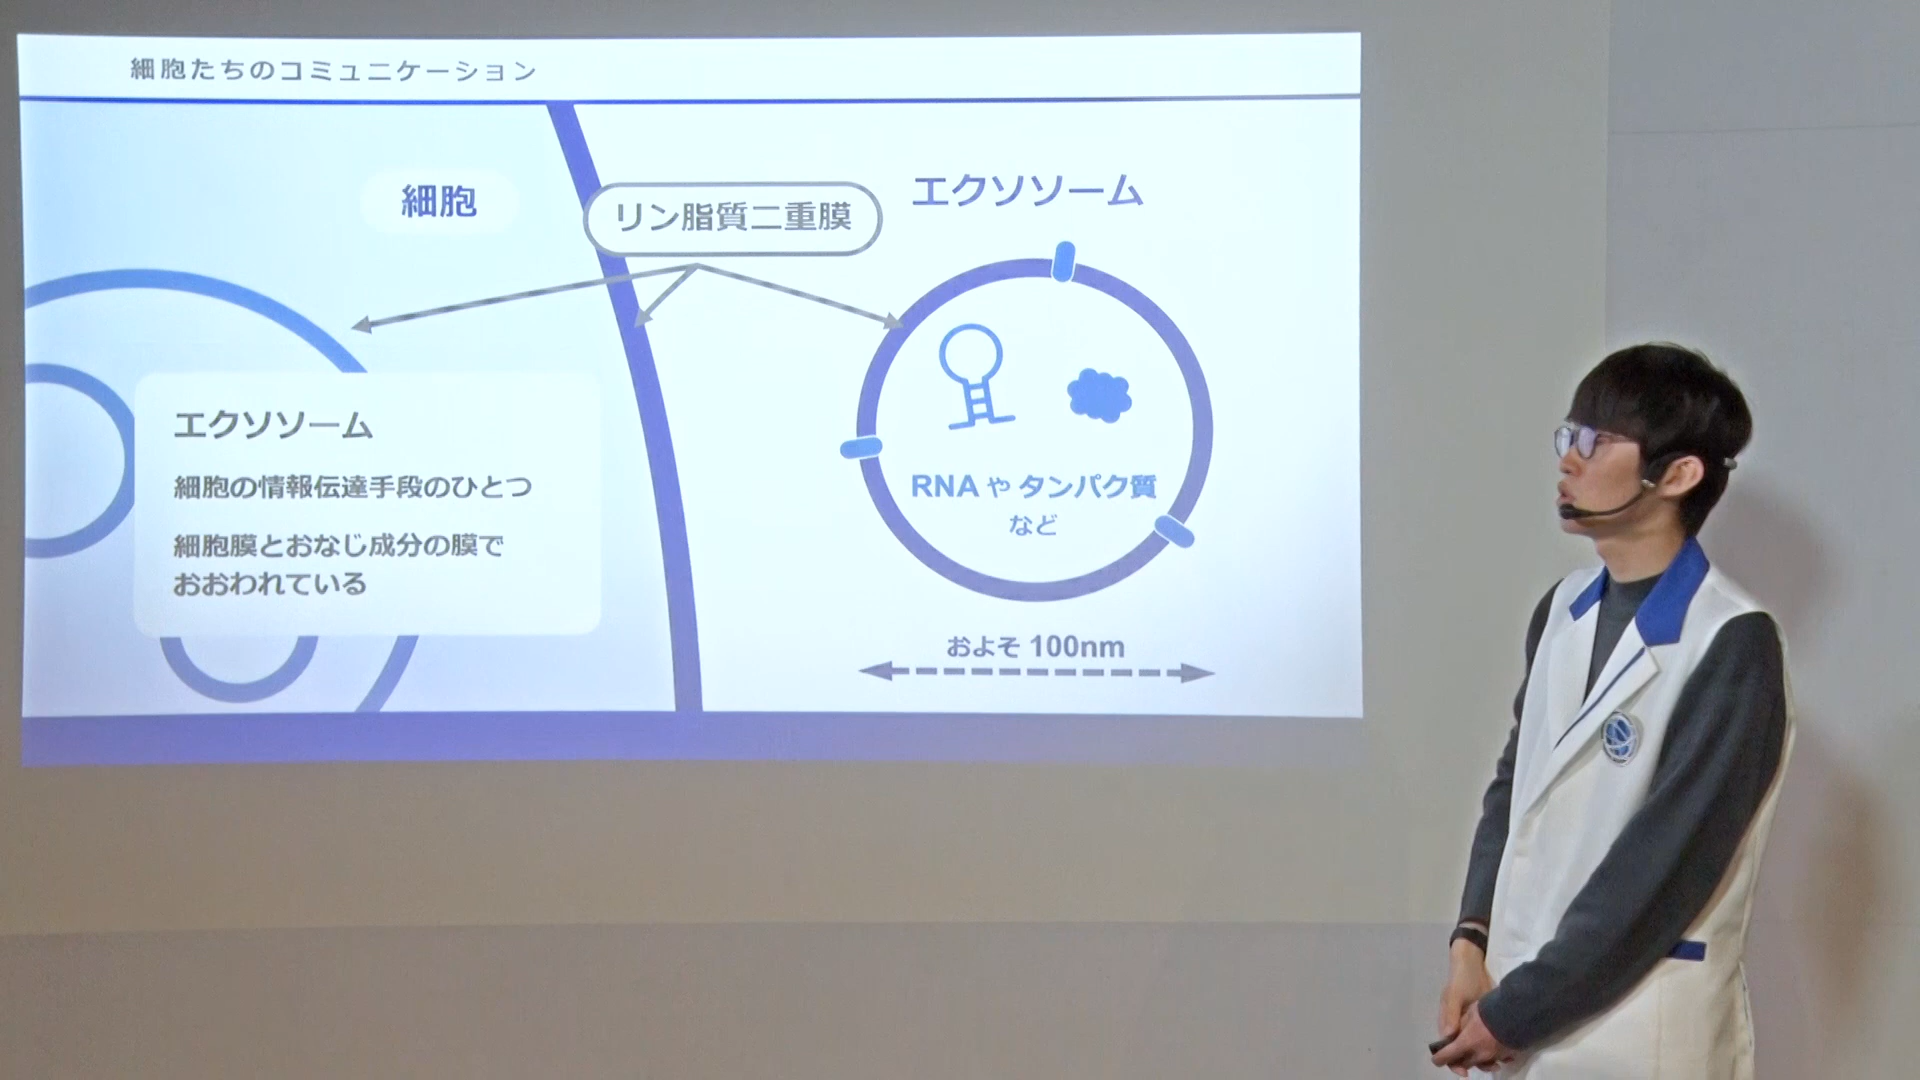 細胞たちのコミュニケーション
細胞
リン脂質二重膜
エクソソーム
エクソソーム
細胞の情報伝達手段のひとつ
細胞膜とおなじ成分の膜で
おおわれている
RNA や タンパク質
など
およそ 100nm